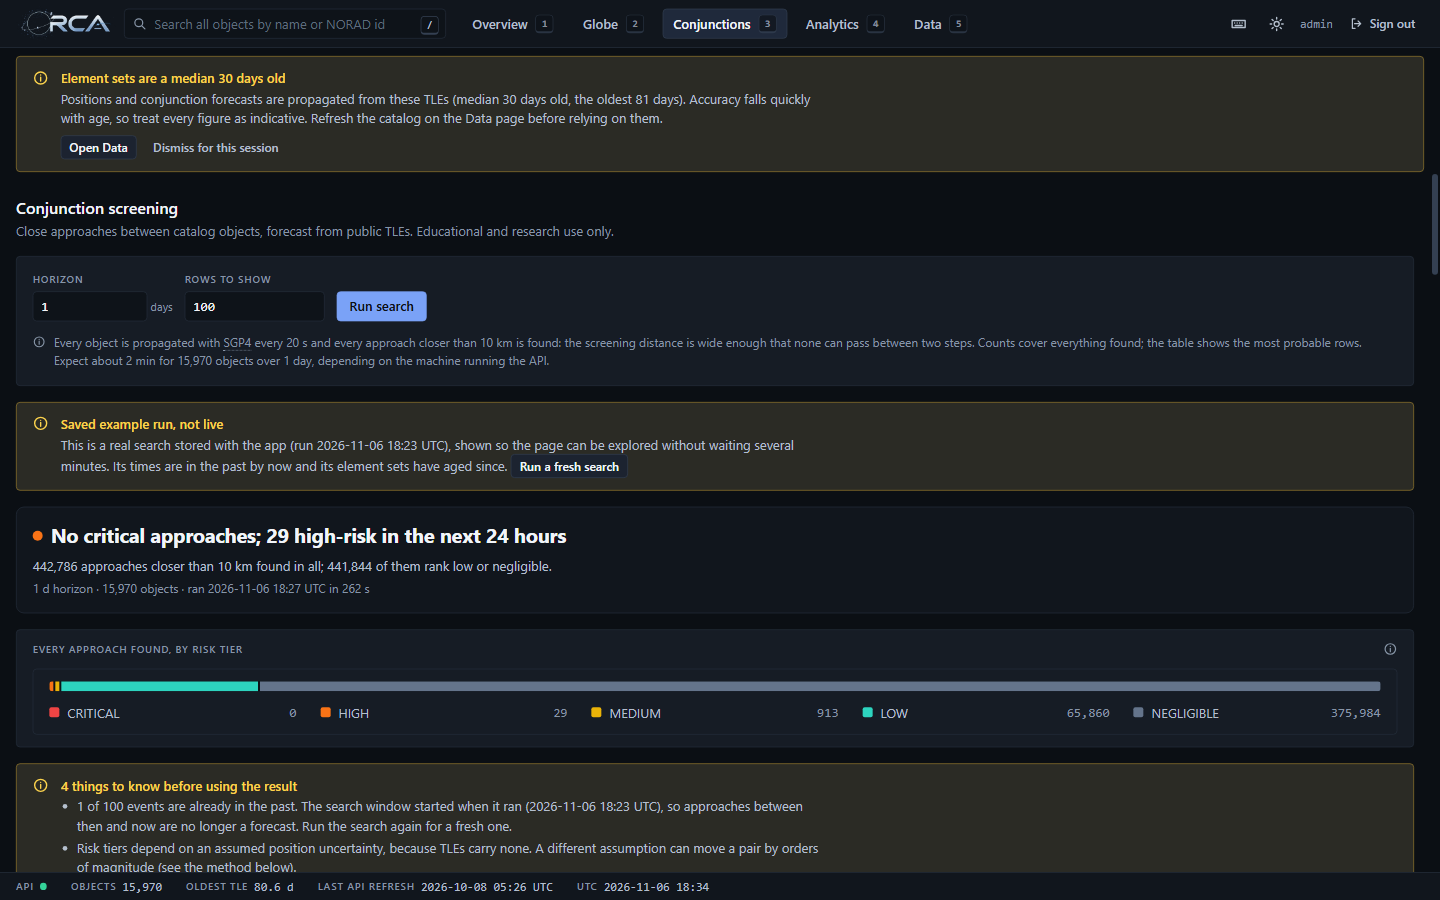 ORCA
Search all objects by name or NORAD id /
Overview 1 Globe 2 Conjunctions 3 Analytics 4 Data 5
admin Sign out
Element sets are a median 30 days old
Positions and conjunction forecasts are propagated from these TLEs (median 30 days old, the oldest 81 days). Accuracy falls quickly
with age, so treat every figure as indicative. Refresh the catalog on the Data page before relying on them.
Open Data Dismiss for this session
Conjunction screening
Close approaches between catalog objects, forecast from public TLEs. Educational and research use only.
HORIZON ROWS TO SHOW
1 days 100 Run search
Every object is propagated with SGP4 every 20 s and every approach closer than 10 km is found: the screening distance is wide enough that none can pass between two steps. Counts cover everything found; the table shows the most probable rows.
Expect about 2 min for 15,970 objects over 1 day, depending on the machine running the API.
Saved example run, not live
This is a real search stored with the app (run 2026-11-06 18:23 UTC), shown so the page can be explored without waiting several
minutes. Its times are in the past by now and its element sets have aged since. Run a fresh search
No critical approaches; 29 high-risk in the next 24 hours
442,786 approaches closer than 10 km found in all; 441,844 of them rank low or negligible.
1 d horizon · 15,970 objects · ran 2026-11-06 18:27 UTC in 262 s
EVERY APPROACH FOUND, BY RISK TIER
CRITICAL 0 HIGH 29 MEDIUM 913 LOW 65,860 NEGLIGIBLE 375,984
4 things to know before using the result
• 1 of 100 events are already in the past. The search window started when it ran (2026-11-06 18:23 UTC), so approaches between
then and now are no longer a forecast. Run the search again for a fresh one.
• Risk tiers depend on an assumed position uncertainty, because TLEs carry none. A different assumption can move a pair by orders
of magnitude (see the method below).
API OBJECTS 15,970 OLDEST TLE 80.6 d LAST API REFRESH 2026-10-08 05:26 UTC UTC 2026-11-06 18:34